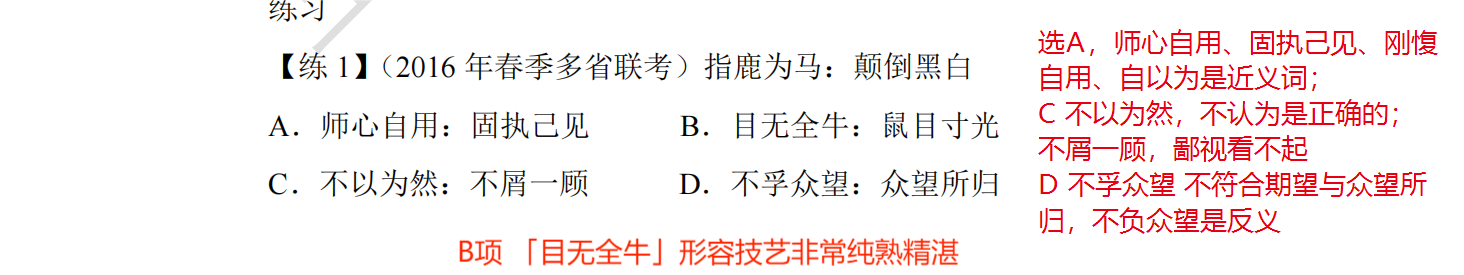 练习
【练 1】（2016 年春季多省联考）指鹿为马：颠倒黑白
A．师心自用：固执己见 B．目无全牛：鼠目寸光
C．不以为然：不屑一顾 D．不孚众望：众望所归
B项 「目无全牛」形容技艺非常纯熟精湛
选A，师心自用、固执己见、刚愎
自用、自以为是近义词；
C 不以为然，不认为是正确的；
不屑一顾，鄙视看不起
D 不孚众望 不符合期望与众望所
归，不负众望是反义